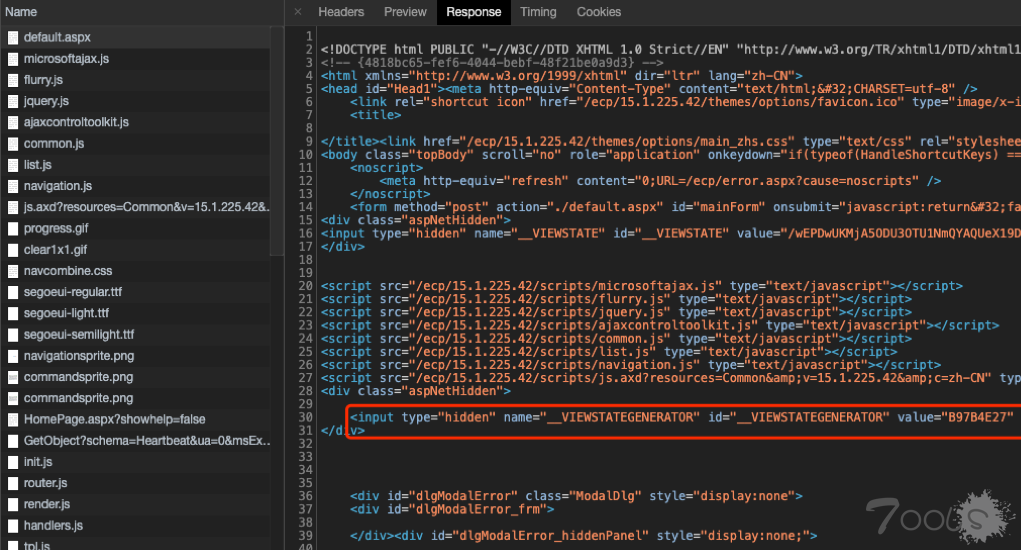 Name
default.aspx
microsoftajax.js
flurry.js
jquery.js
ajaxcontroltoolkit.js
common.js
list.js
navigation.js
js.axd?resources=Common&v=15.1.225.42&..
progress.gif
clear1x1.gif
navcombine.css
segoeui-regular.ttf
segoeui-light.ttf
segoeui-semilight.ttf
navigationsprite.png
commandsprite.png
commandsprite.png
HomePage.aspx?showhelp=false
GetObject?schema=Heartbeat&ua=0&msEx...
init.js
router.js
render.js
handlers.js
tpl.js
× Headers Preview Response Timing Cookies
1
2 <!DOCTYPE html PUBLIC "-//W3C//DTD XHTML 1.0 Strict//EN" "http://www.w3.org/TR/xhtml1/DTD/xhtml1
3 <!-- {4818bc65-fef6-4044-bebf-48f21be0a9d3} -->
4 <html xmlns="http://www.w3.org/1999/xhtml" dir="ltr" lang="zh-CN">
5 <head id="Head1"><meta http-equiv="Content-Type" content="text/html;&#32;CHARSET=utf-8" />
6 <link rel="shortcut icon" href="/ecp/15.1.225.42/themes/options/favicon.ico" type="image/x-i
7 <title>
8
9 </title><link href="/ecp/15.1.225.42/themes/options/main_zhs.css" type="text/css" rel="styleshee
10 <body class="topBody" scroll="no" role="application" onkeydown="if(typeof(HandleShortcutKeys) ==
11 <noscript>
12 <meta http-equiv="refresh" content="0;URL=/ecp/error.aspx?cause=noscripts" />
13 </noscript>
14 <form method="post" action="./default.aspx" id="mainForm" onsubmit="javascript:return&#32;fa
15 <div class="aspNetHidden">
16 <input type="hidden" name="__VIEWSTATE" id="__VIEWSTATE" value="/wEPDwUKMjA5ODU3OTU1NmQYAQUeX19D
17 </div>
18
19
20 <script src="/ecp/15.1.225.42/scripts/microsoftajax.js" type="text/javascript"></script>
21 <script src="/ecp/15.1.225.42/scripts/flurry.js" type="text/javascript"></script>
22 <script src="/ecp/15.1.225.42/scripts/jquery.js" type="text/javascript"></script>
23 <script src="/ecp/15.1.225.42/scripts/ajaxcontroltoolkit.js" type="text/javascript"></script>
24 <script src="/ecp/15.1.225.42/scripts/common.js" type="text/javascript"></script>
25 <script src="/ecp/15.1.225.42/scripts/list.js" type="text/javascript"></script>
26 <script src="/ecp/15.1.225.42/scripts/navigation.js" type="text/javascript"></script>
27 <script src="/ecp/15.1.225.42/scripts/js.axd?resources=Common&amp;v=15.1.225.42&amp;c=zh-CN" typ
28 <div class="aspNetHidden">
29
30 <input type="hidden" name="__VIEWSTATEGENERATOR" id="__VIEWSTATEGENERATOR" value="B97B4E27"
31 </div>
32
33
34
35
36 <div id="dlgModalError" class="ModalDlg" style="display:none">
37 <div id="dlgModalError_frm">
38
39 </div><div id="dlgModalError_hiddenPanel" style="display:none;">
40
7ools